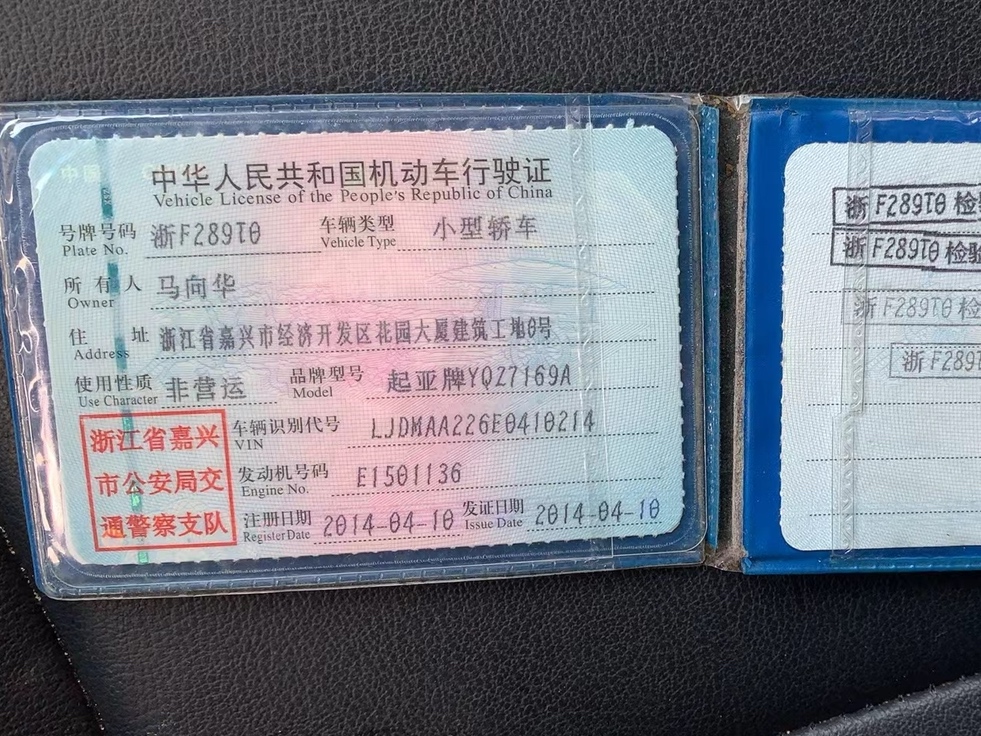 中华人民共和国机动车行驶证
Vehicle License of the People's Republic of China
号牌号码 浙F289T0 车辆类型 小型轿车
Plate No. Vehicle Type
所有人 马向华
Owner
住址 浙江省嘉兴市经济开发区花园大厦建筑工地0号
Address
使用性质 非营运 品牌型号 起亚牌YQZ7169A
Use Character Model
浙江省嘉兴
市公安局交
通警察支队
车辆识别代号 LJDMAA226E0410214
VIN
发动机号码 E1501136
Engine No.
注册日期 2014-04-10 发证日期 2014-04-10
Register Date Issue Date
浙F289T0检
浙F289T0检验
浙F289T0检
浙F289T